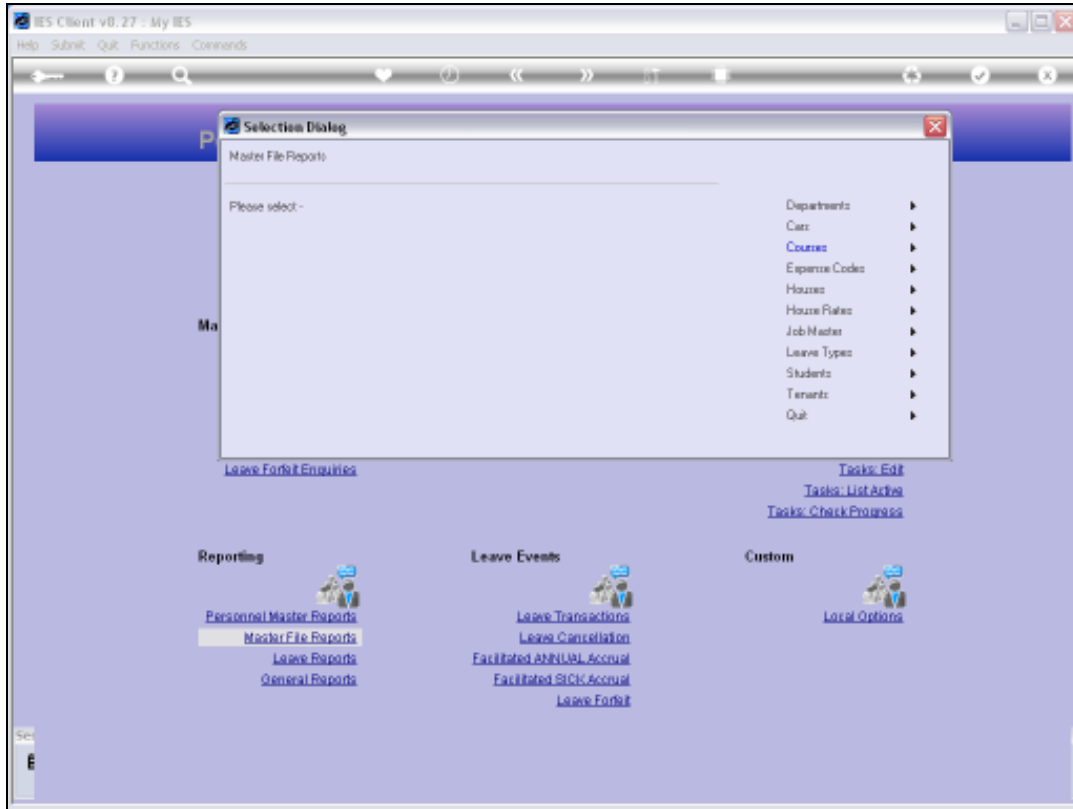 IES Client v8.27 : My IES
Help Submit Quit Functions Commands
P
Selection Dialog
Master File Reports
Please select -
Departments
Cars
Courses
Expense Codes
Houses
House Rates
Job Master
Leave Types
Students
Tenants
Quit
Ma
Leave Forfeit Enquiries
Tasks: Edit
Tasks: List Active
Tasks: Check Progress
Reporting
Personnel Master Reports
Master File Reports
Leave Reports
General Reports
Leave Events
Leave Transactions
Leave Cancellation
Facilitated ANNUAL Accrual
Facilitated SICK Accrual
Leave Forfeit
Custom
Local Options
Se